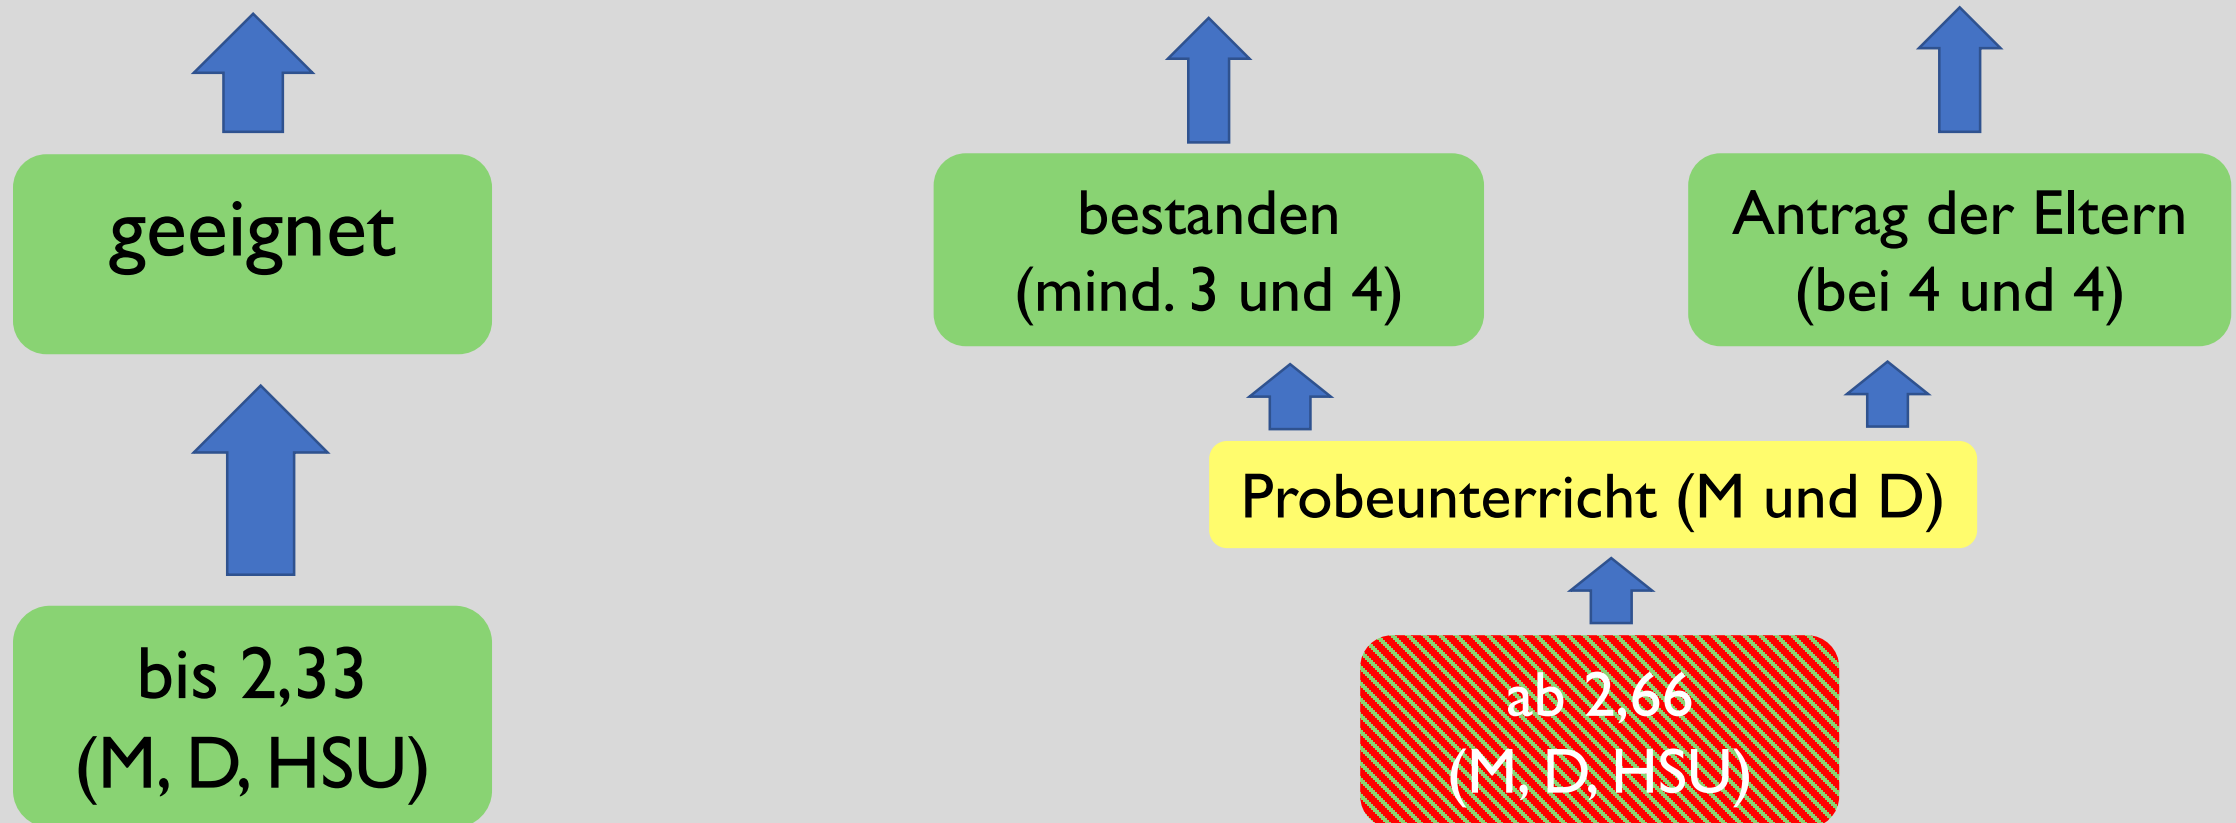 geeignet
bestanden
(mind. 3 und 4)
Antrag der Eltern
(bei 4 und 4)
Probeunterricht (M und D)
bis 2,33
(M, D, HSU)
ab 2,66
(M, D, HSU)